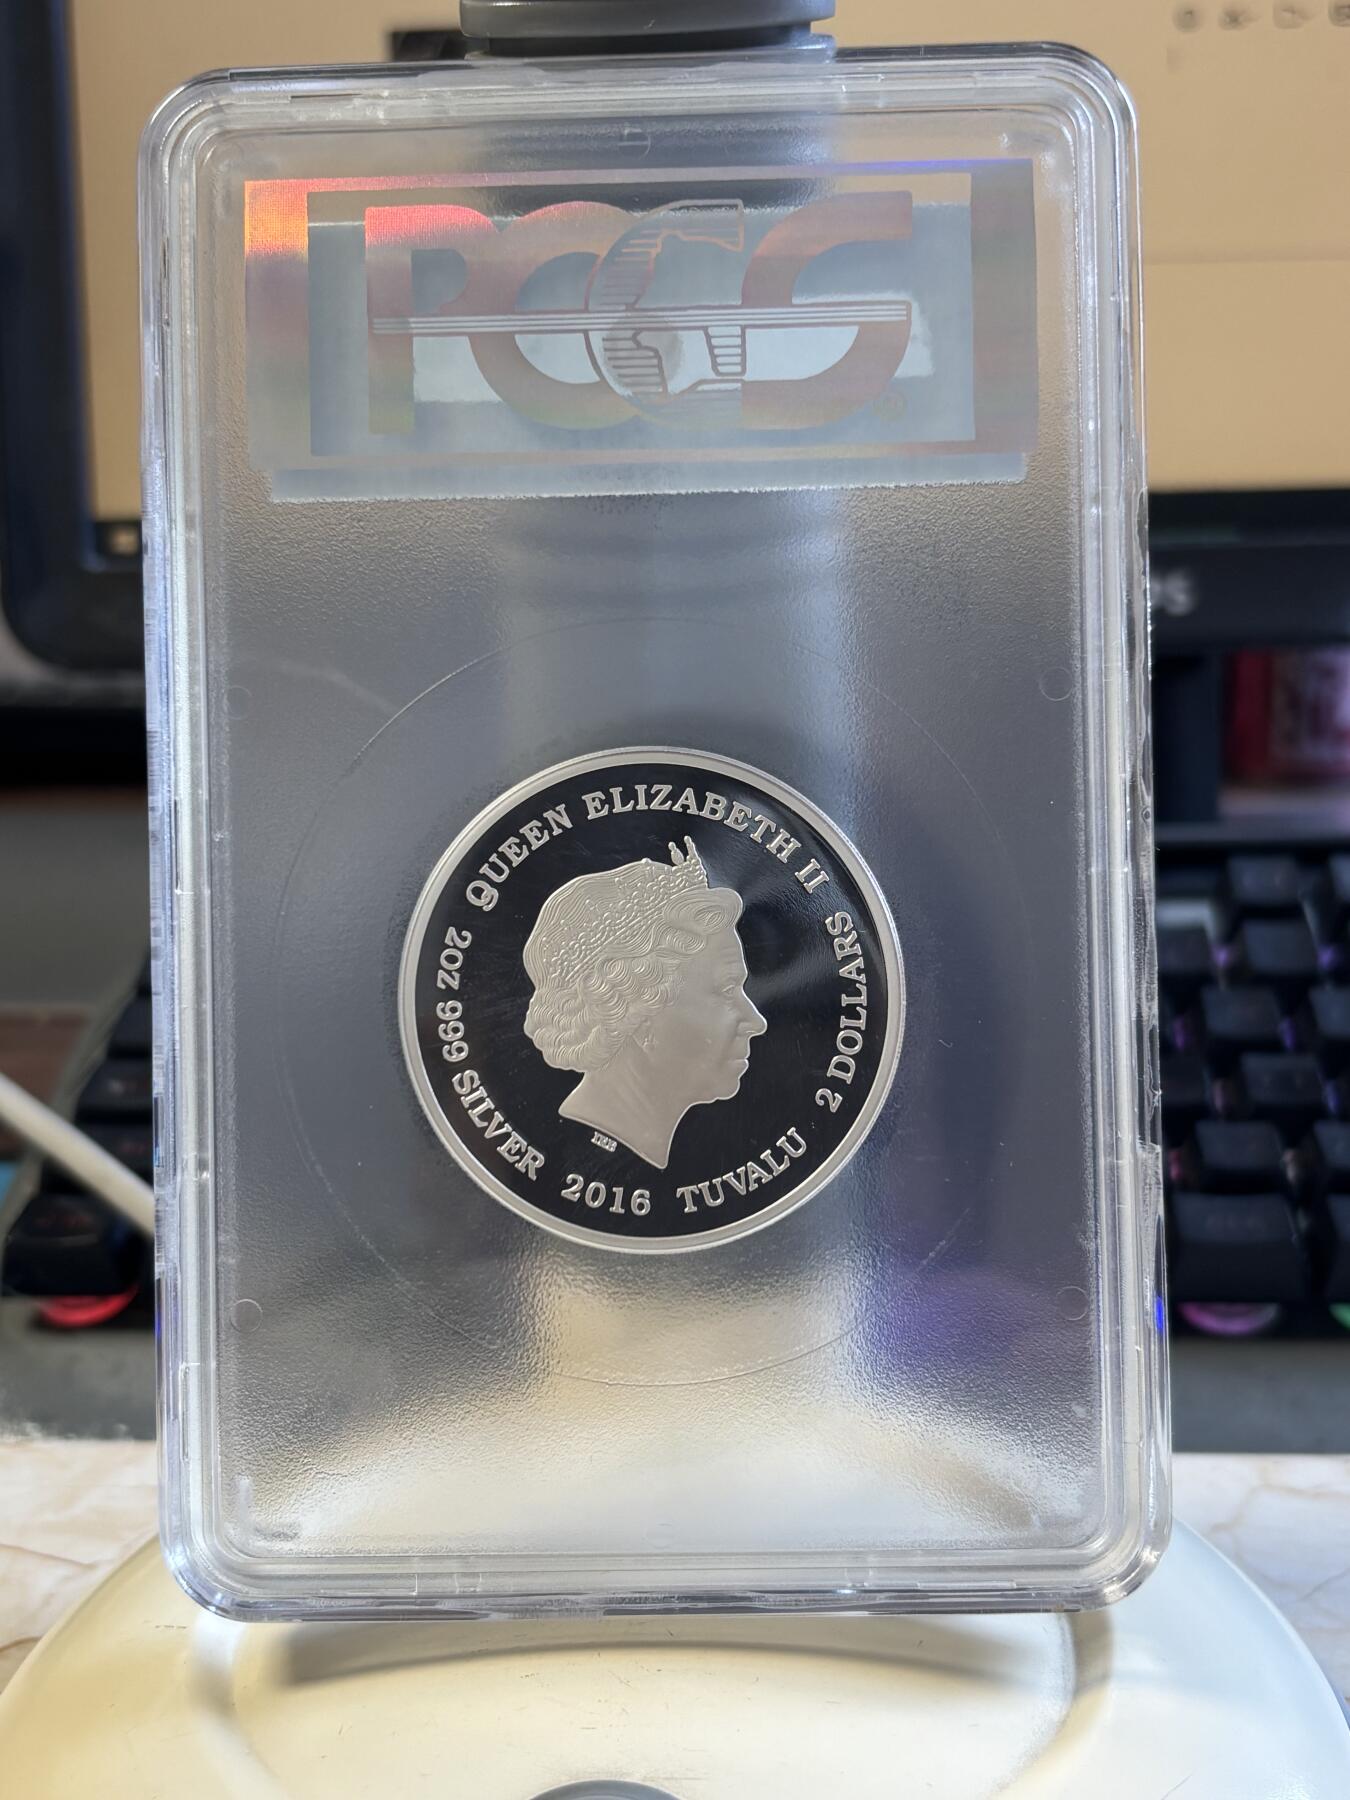 PCGS
QUEEN ELIZABETH II
2 DOLLARS
TUVALU
2016
2OZ 999 SILVER
IRB